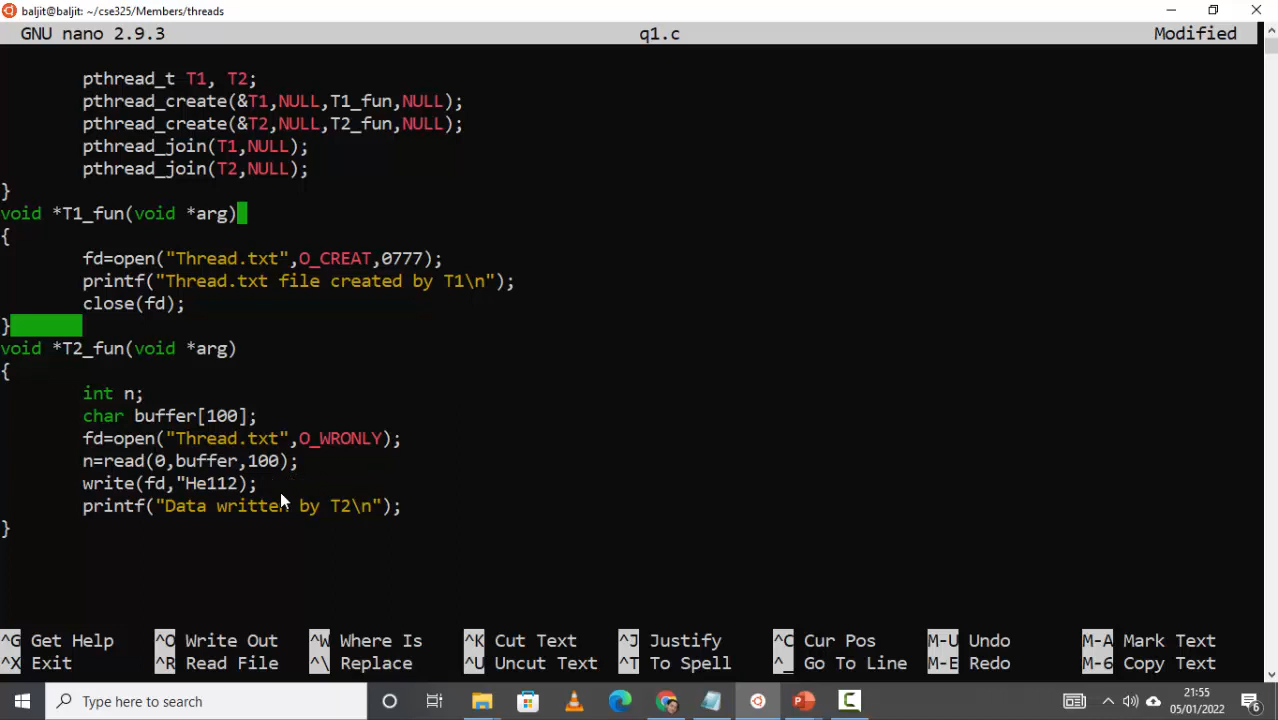 baljit@baljit: ~/cse325/Members/threads
GNU nano 2.9.3 q1.c Modified
pthread_t T1, T2;
pthread_create(&T1,NULL,T1_fun,NULL);
pthread_create(&T2,NULL,T2_fun,NULL);
pthread_join(T1,NULL);
pthread_join(T2,NULL);
}
void *T1_fun(void *arg)
{
fd=open("Thread.txt",O_CREAT,0777);
printf("Thread.txt file created by T1\n");
close(fd);
}
void *T2_fun(void *arg)
{
int n;
char buffer[100];
fd=open("Thread.txt",O_WRONLY);
n=read(0,buffer,100);
write(fd,"He112);
printf("Data written by T2\n");
}
^G Get Help ^O Write Out ^W Where Is ^K Cut Text ^J Justify ^C Cur Pos M-U Undo M-A Mark Text
^X Exit ^R Read File ^\ Replace ^U Uncut Text ^T To Spell ^_ Go To Line M-E Redo M-6 Copy Text
Type here to search
21:55
05/01/2022
6